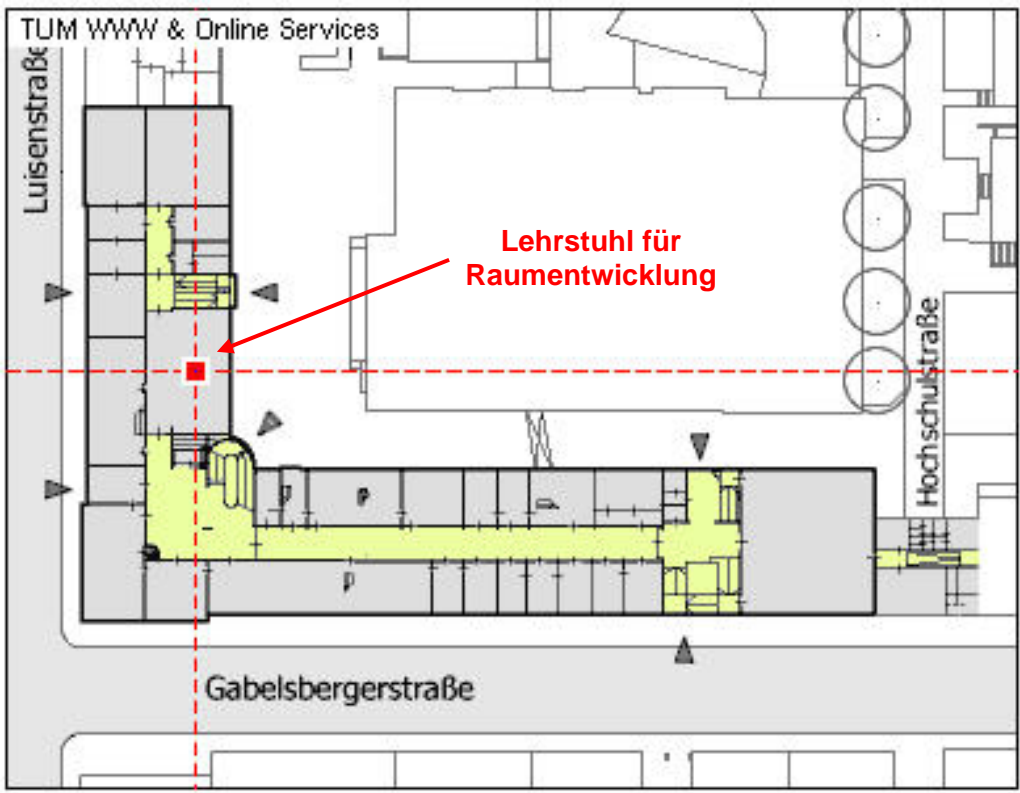 TUM WWW & Online Services
Luisenstraße
Lehrstuhl für
Raumentwicklung
Hochschulstraße
Gabelsbergerstraße